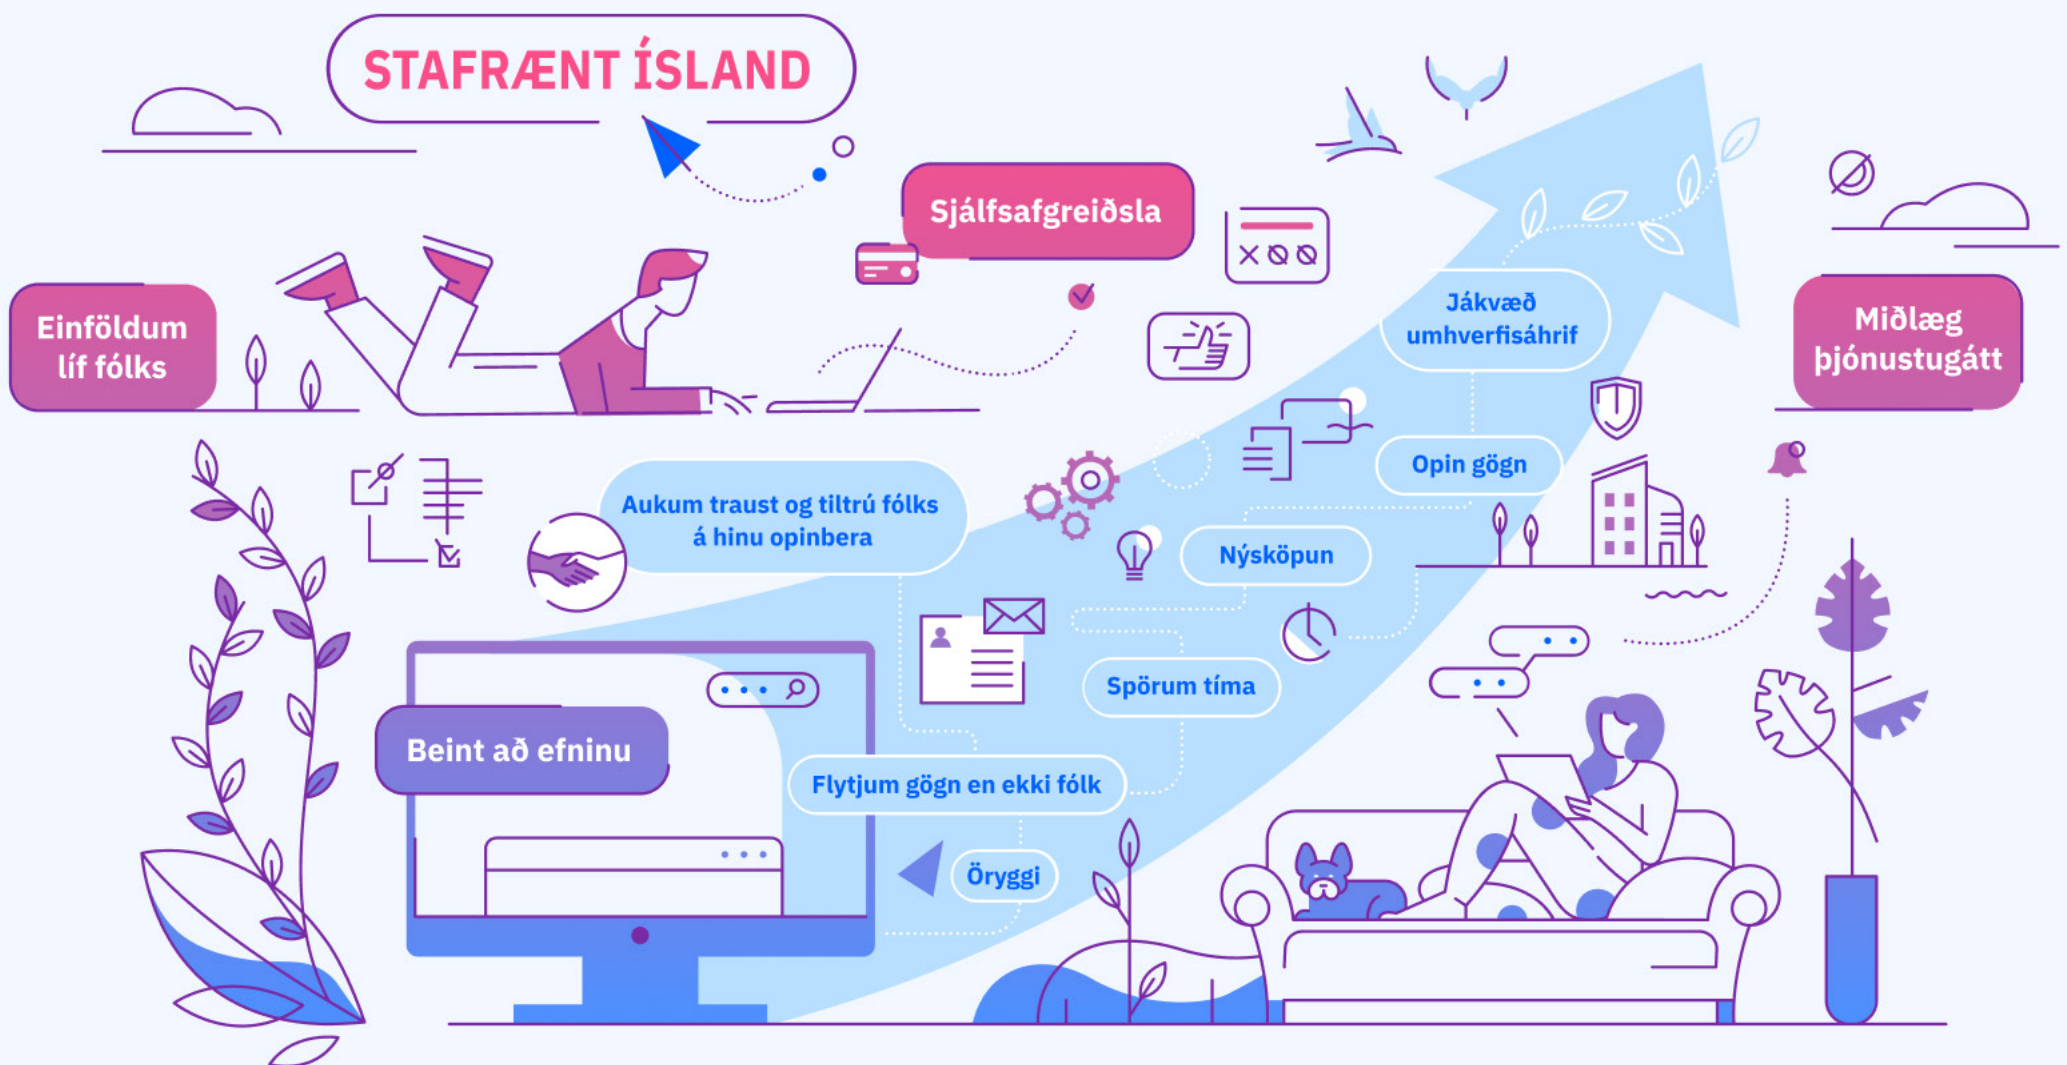 STAFRÆNT ÍSLAND
Sjálfsafgreiðsla
Einföldum
líf fólks
Miðlæg
þjónustugátt
Jákvæð
umhverfisáhrif
Opin gögn
Aukum traust og tiltrú fólks
á hinu opinbera
Nýsköpun
Spörum tíma
Beint að efninu
Flytjum gögn en ekki fólk
Öryggi